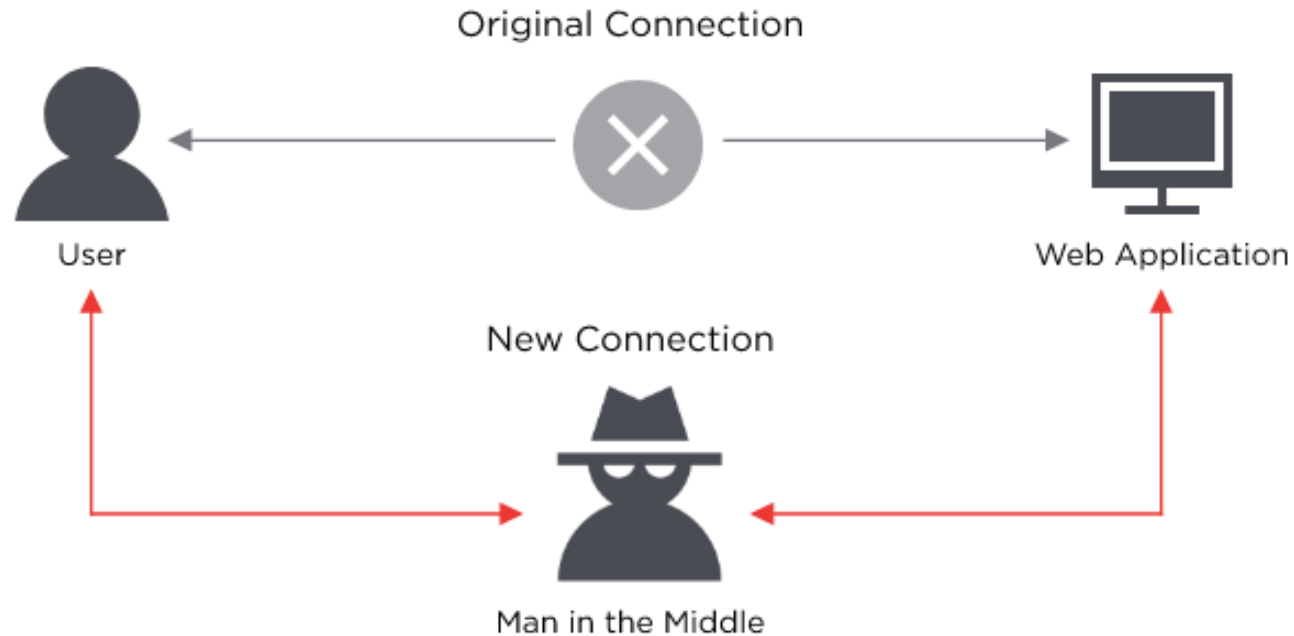 Original Connection
User
Web Application
New Connection
Man in the Middle